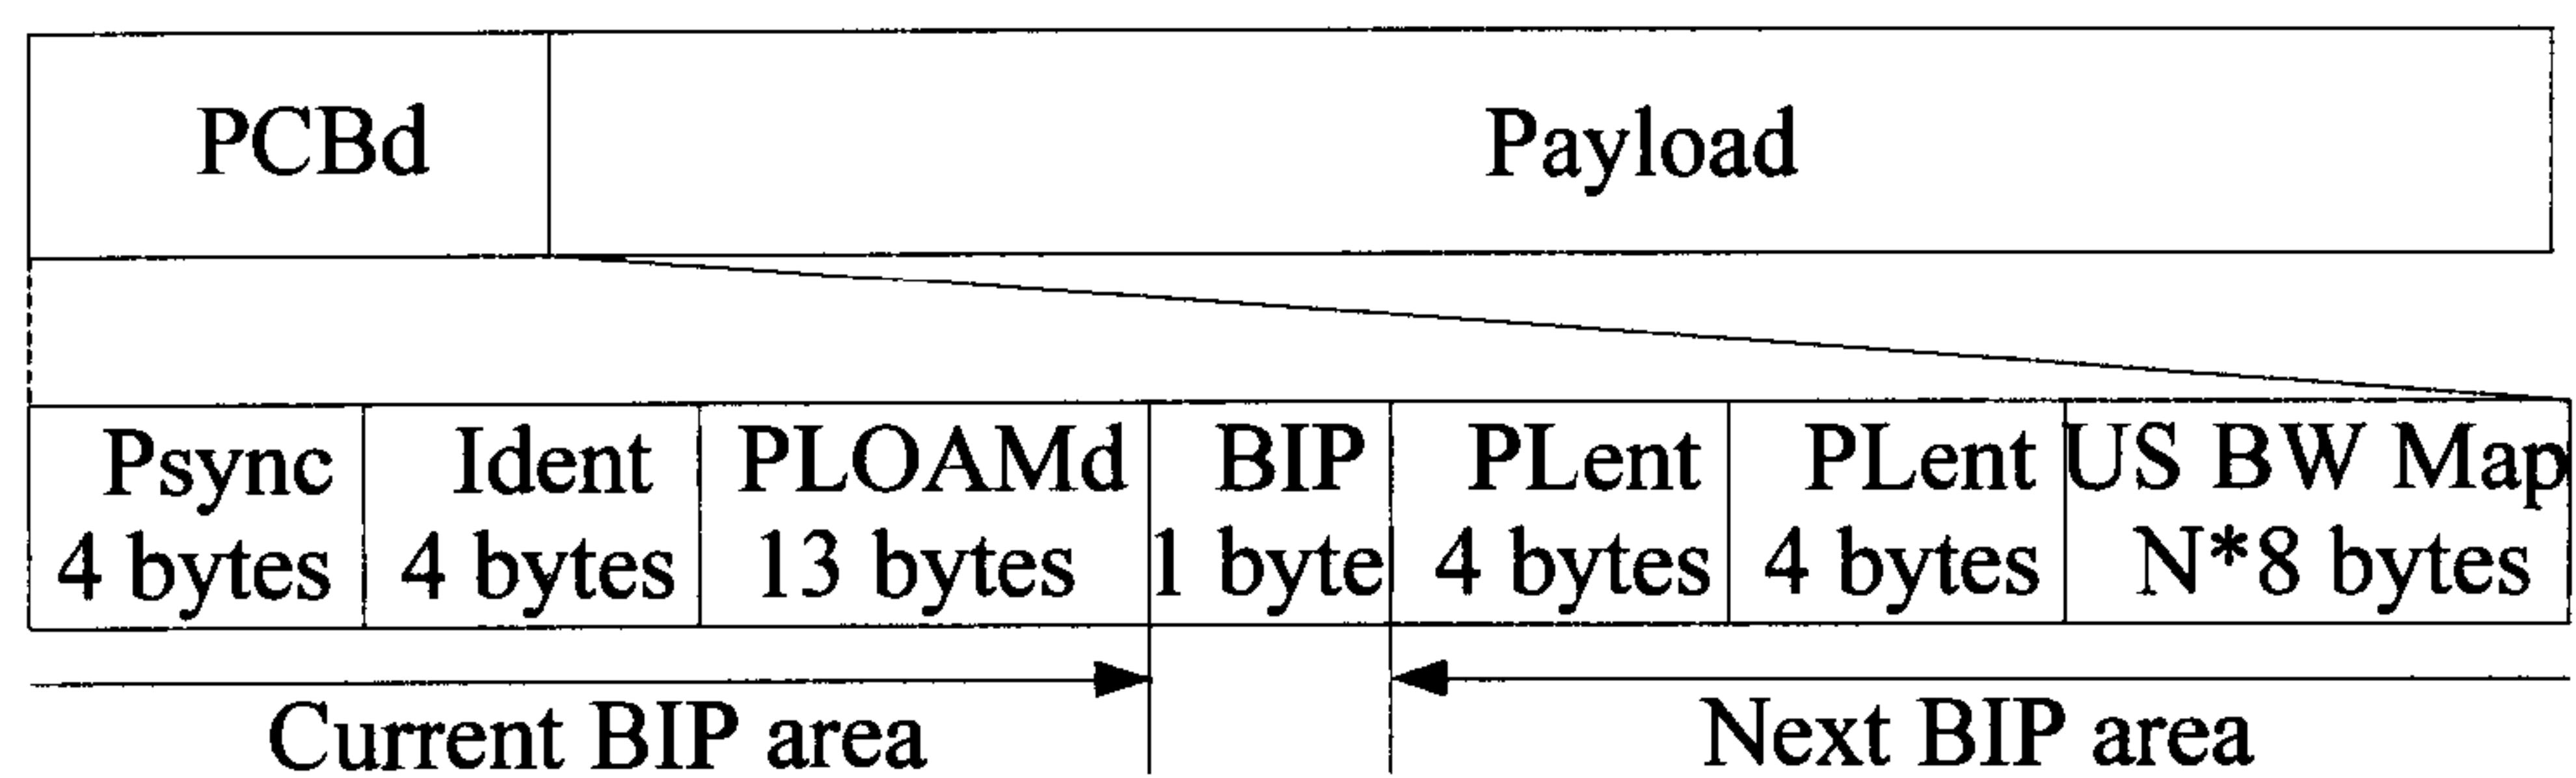 PCBd Payload
Psync Ident PLOAMd BIP PLent PLent US BW Map
4 bytes 4 bytes 13 bytes 1 byte 4 bytes 4 bytes N*8 bytes
Current BIP area Next BIP area